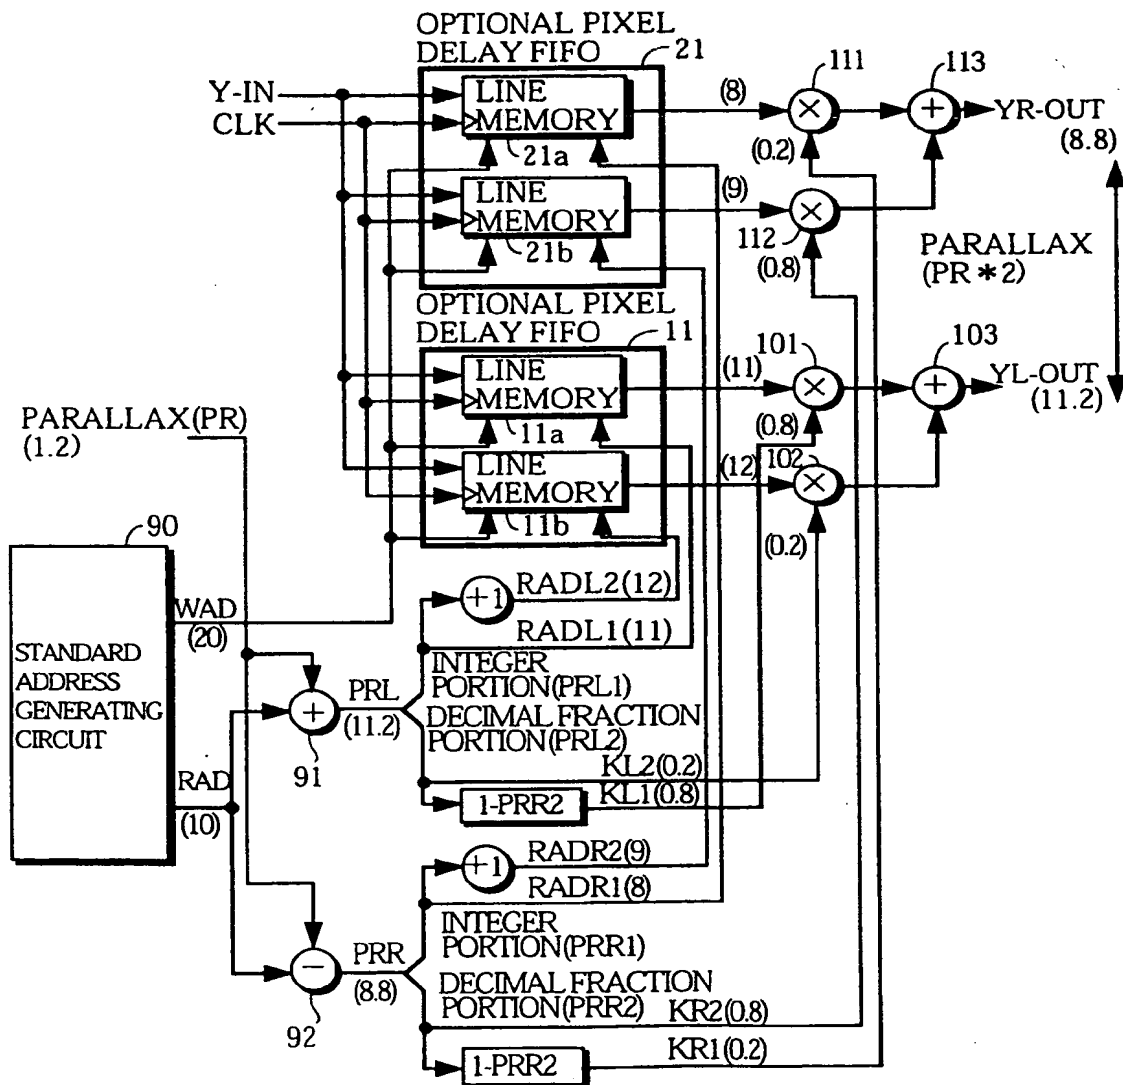 OPTIONAL PIXEL
DELAY FIFO
21
Y-IN
CLK
LINE
MEMORY
21a
LINE
MEMORY
21b
(8)
(9)
111
113
(0.2)
112
(0.8)
YR-OUT
(8.8)
PARALLAX
(PR*2)
OPTIONAL PIXEL
DELAY FIFO
11
LINE
MEMORY
11a
LINE
MEMORY
11b
(11)
(12)
101
103
(0.8)
102
(0.2)
YL-OUT
(11.2)
PARALLAX(PR)
(1.2)
90
STANDARD
ADDRESS
GENERATING
CIRCUIT
WAD
(20)
RAD
(10)
+
91
PRL
(11.2)
+1
RADL2(12)
RADL1(11)
INTEGER
PORTION(PRL1)
DECIMAL FRACTION
PORTION(PRL2)
KL2(0.2)
KL1(0.8)
1-PRR2
−
92
PRR
(8.8)
+1
RADR2(9)
RADR1(8)
INTEGER
PORTION(PRR1)
DECIMAL FRACTION
PORTION(PRR2)
KR2(0.8)
KR1(0.2)
1-PRR2